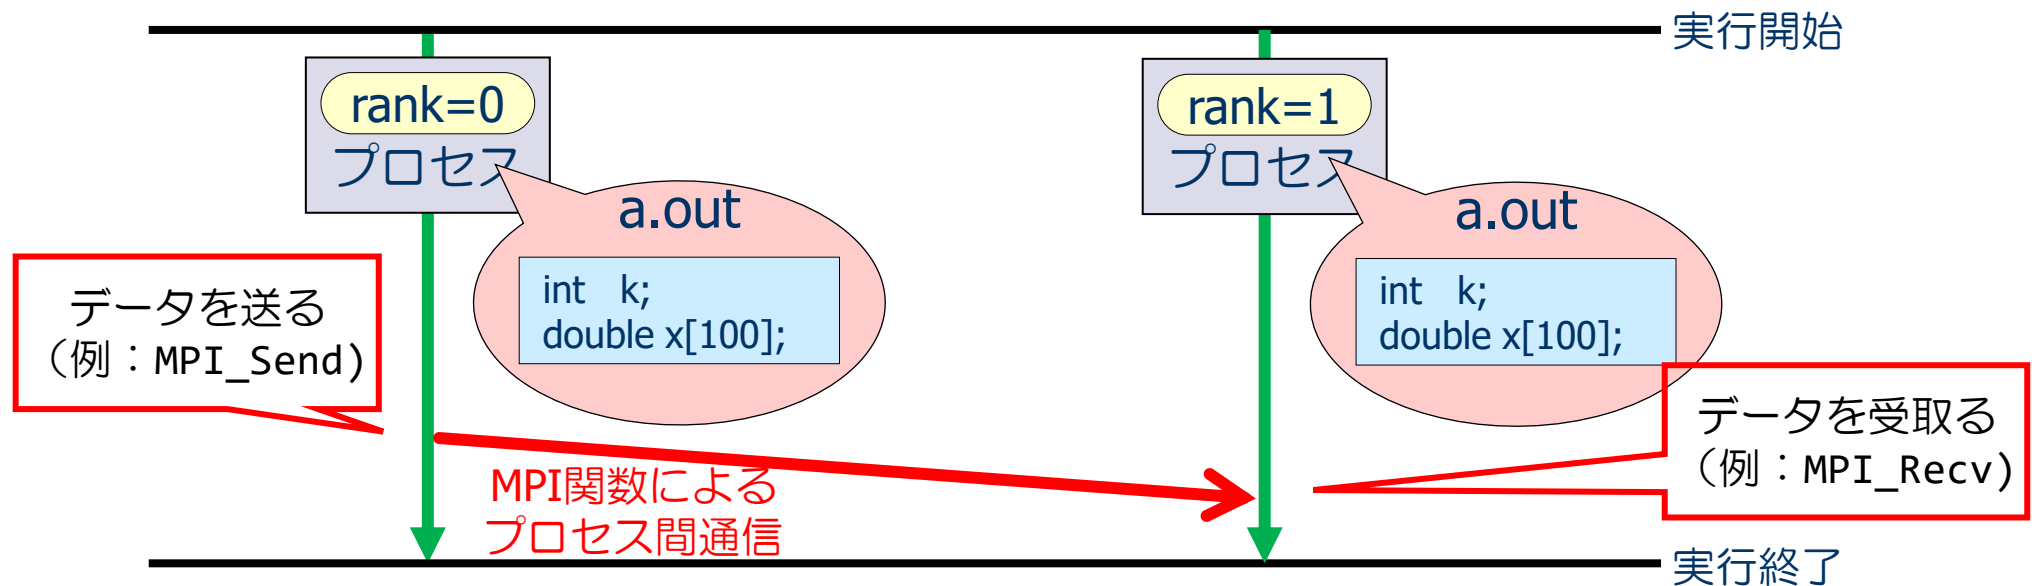 実行開始
rank=0
プロセス
a.out
int k;
double x[100];
rank=1
プロセス
a.out
int k;
double x[100];
データを送る
（例：MPI_Send)
データを受取る
（例：MPI_Recv)
MPI関数による
プロセス間通信
実行終了